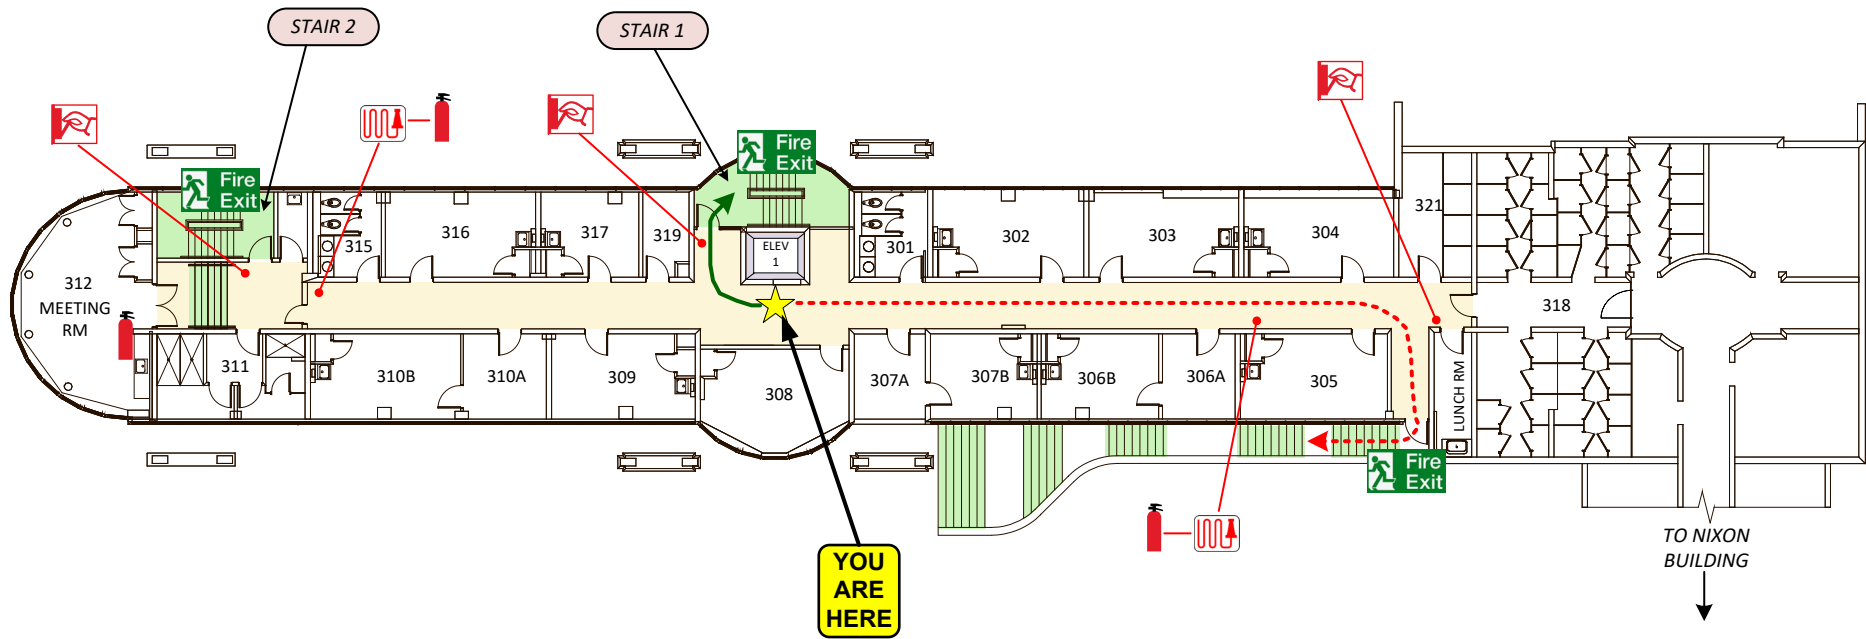 STAIR 2
STAIR 1
Fire
Exit
Fire
Exit
315
316
317
319
ELEV
1
301
302
303
304
321
312
MEETING
RM
318
311
310B
310A
309
308
307A
307B
306B
306A
305
LUNCH RM
Fire
Exit
YOU
ARE
HERE
TO NIXON
BUILDING